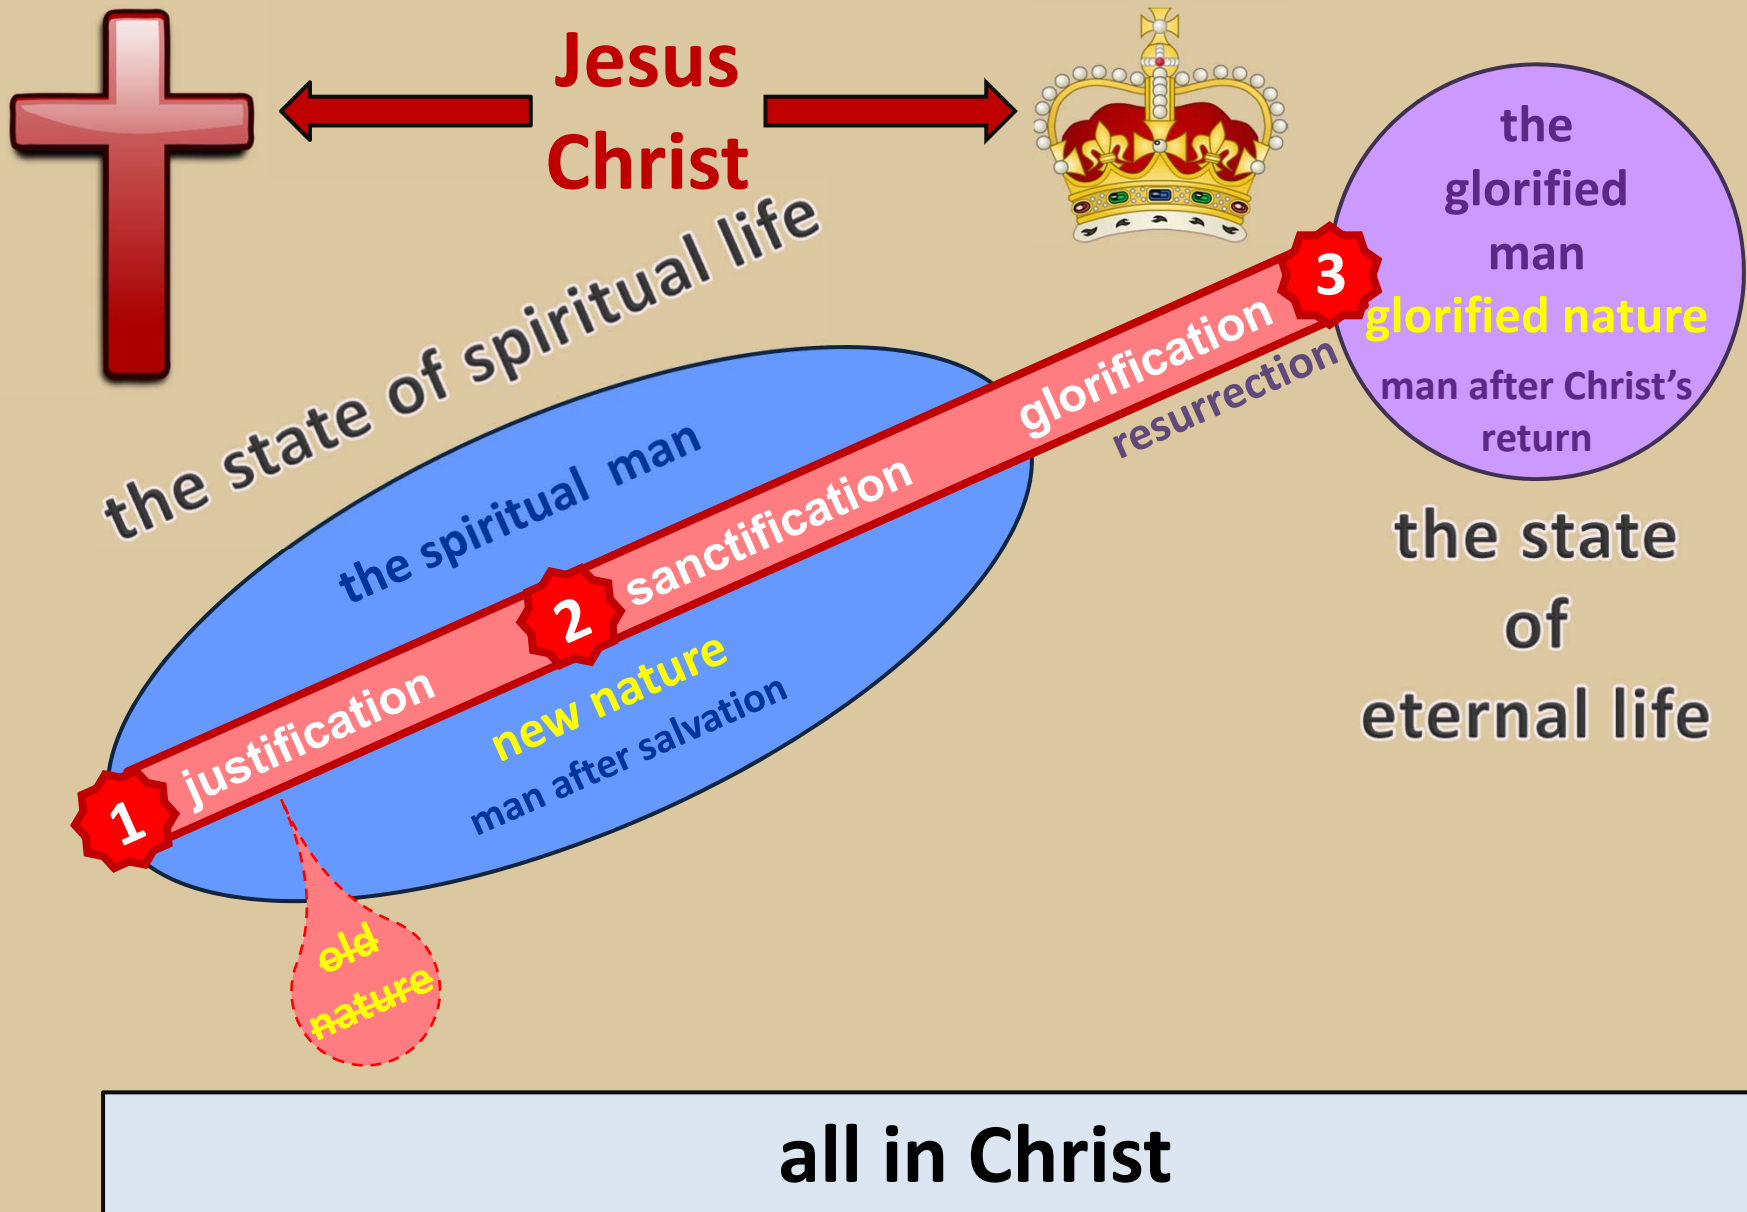 Jesus
Christ
the state of spiritual life
the spiritual man
1
justification
2
sanctification
glorification
3
resurrection
new nature
man after salvation
old
nature
the
glorified
man
glorified nature
man after Christ’s
return
the state
of
eternal life
all in Christ